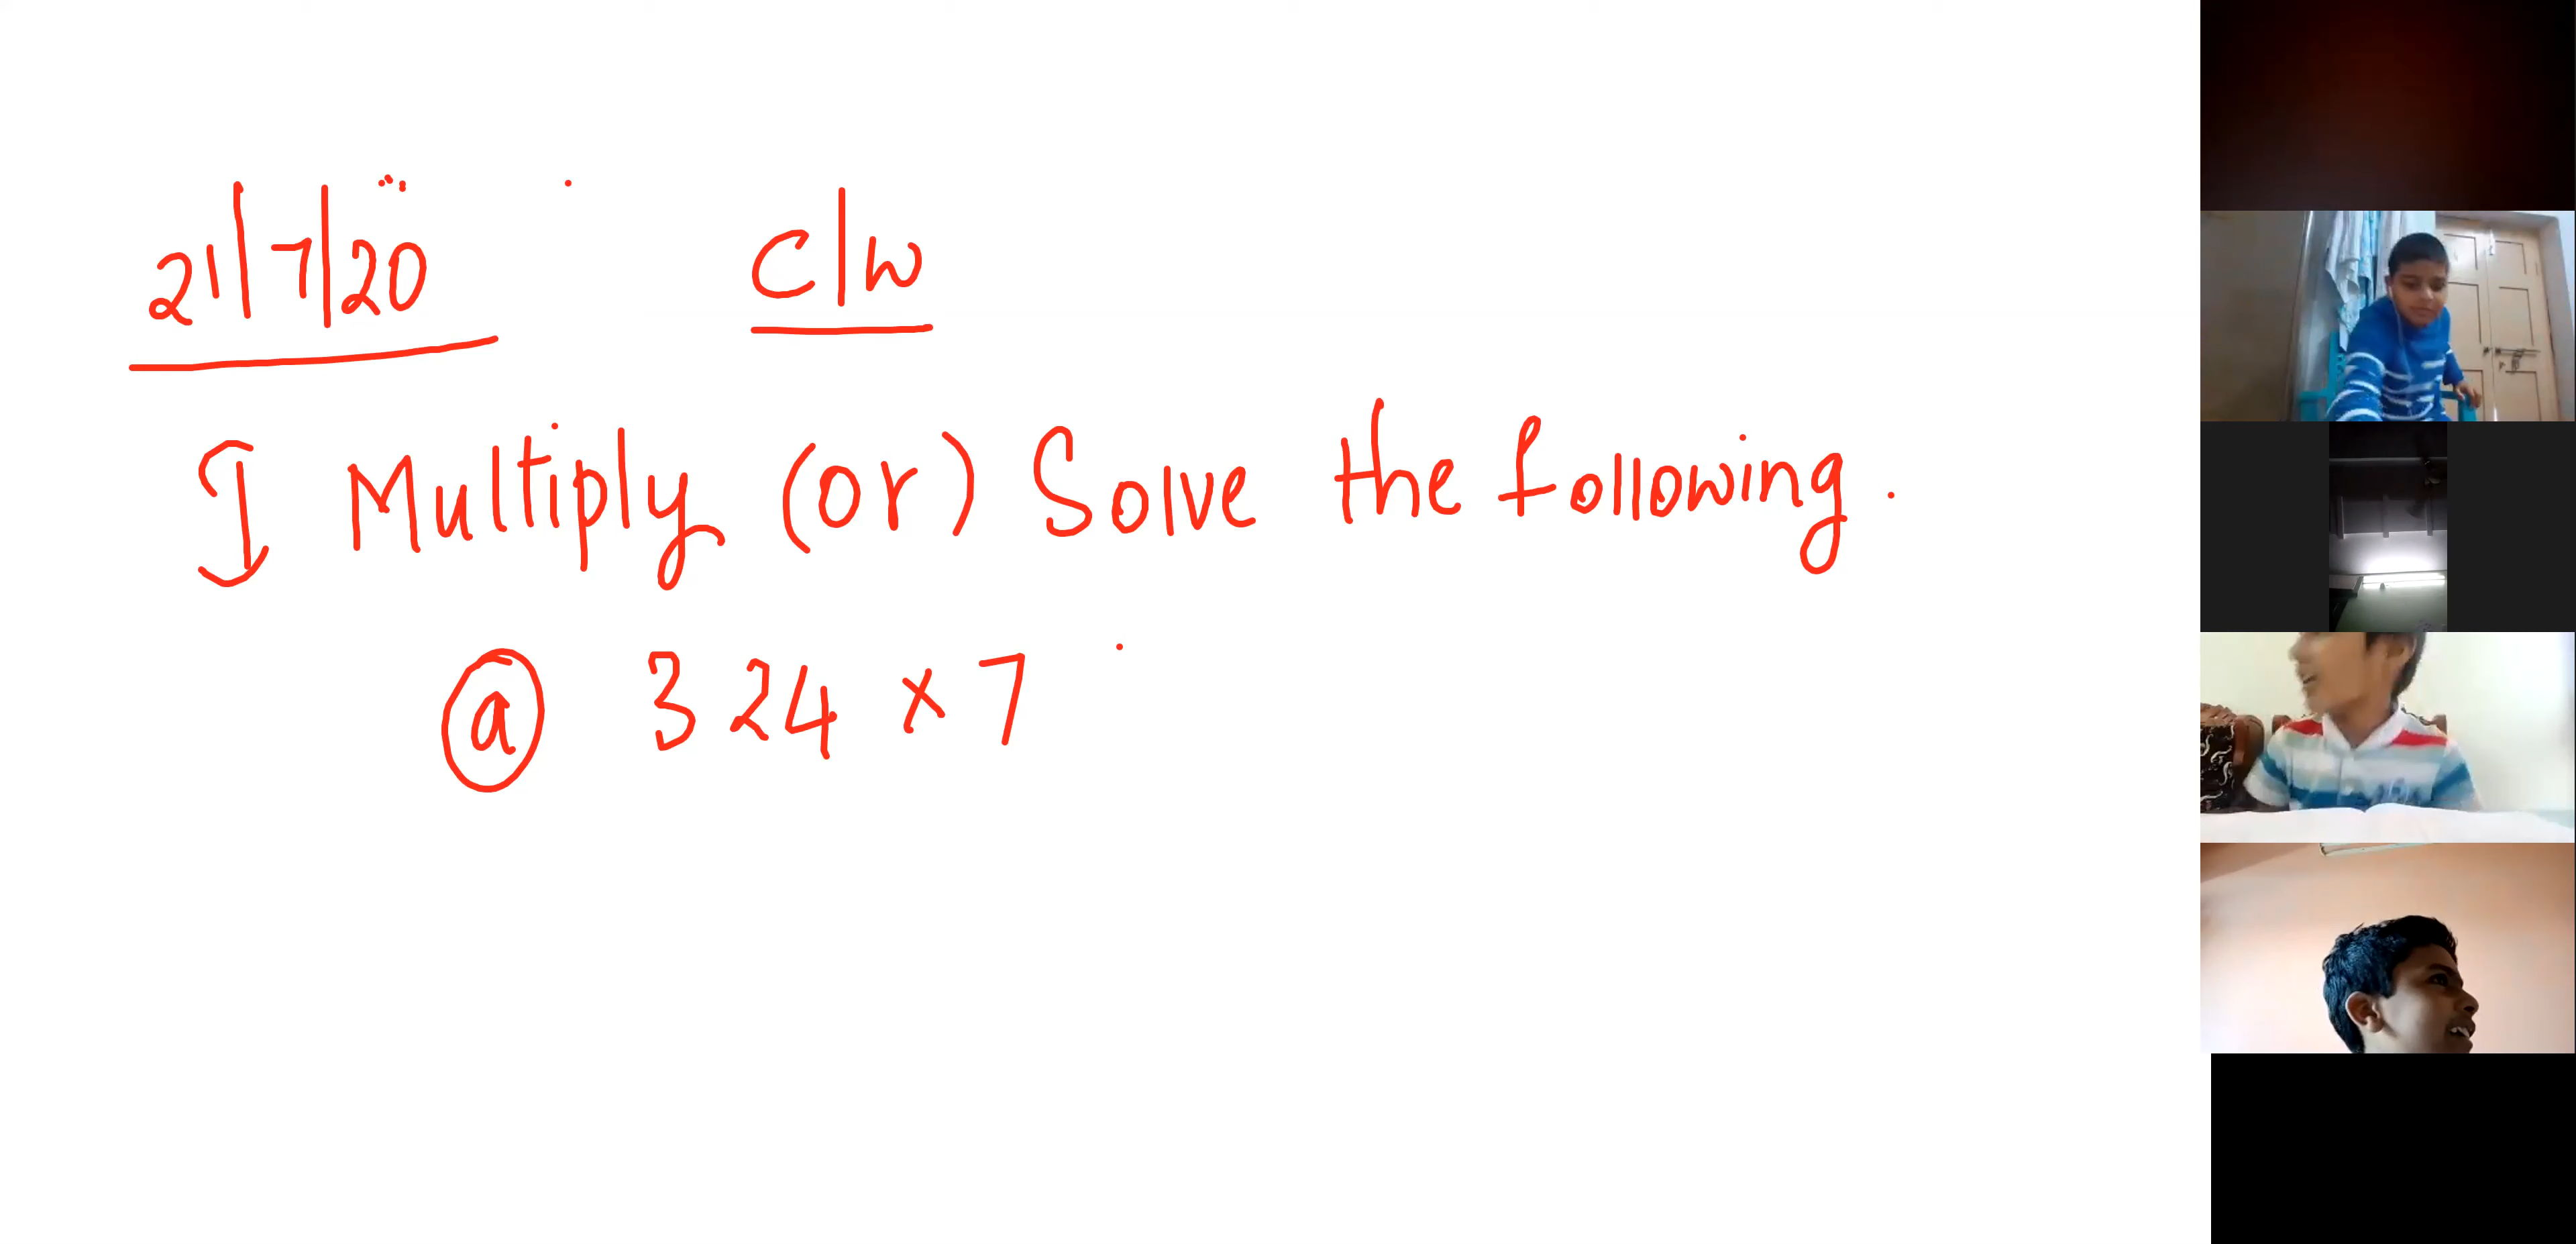 21/7/20 C/W
I Multiply (or) Solve the following.
a 324 × 7